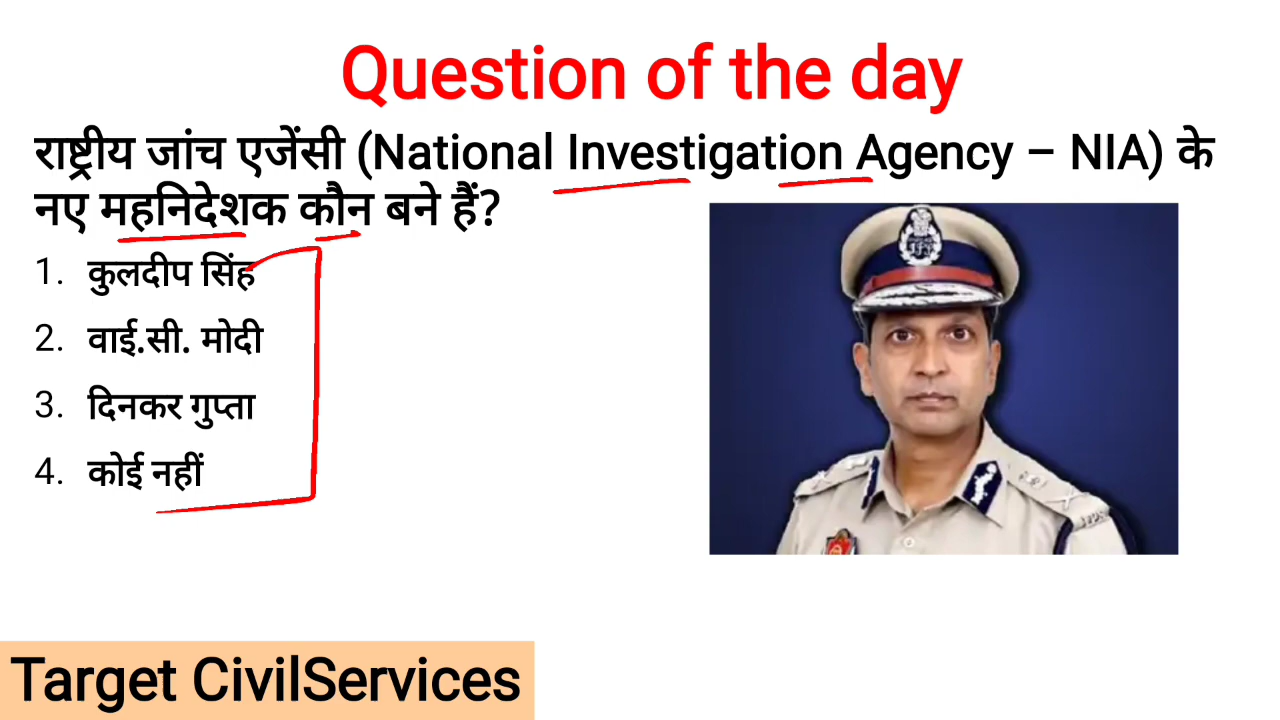 Question of the day
राष्ट्रीय जांच एजेंसी (National Investigation Agency – NIA) के
नए महनिदेशक कौन बने हैं?
1. कुलदीप सिंह
2. वाई.सी. मोदी
3. दिनकर गुप्ता
4. कोई नहीं
Target CivilServices